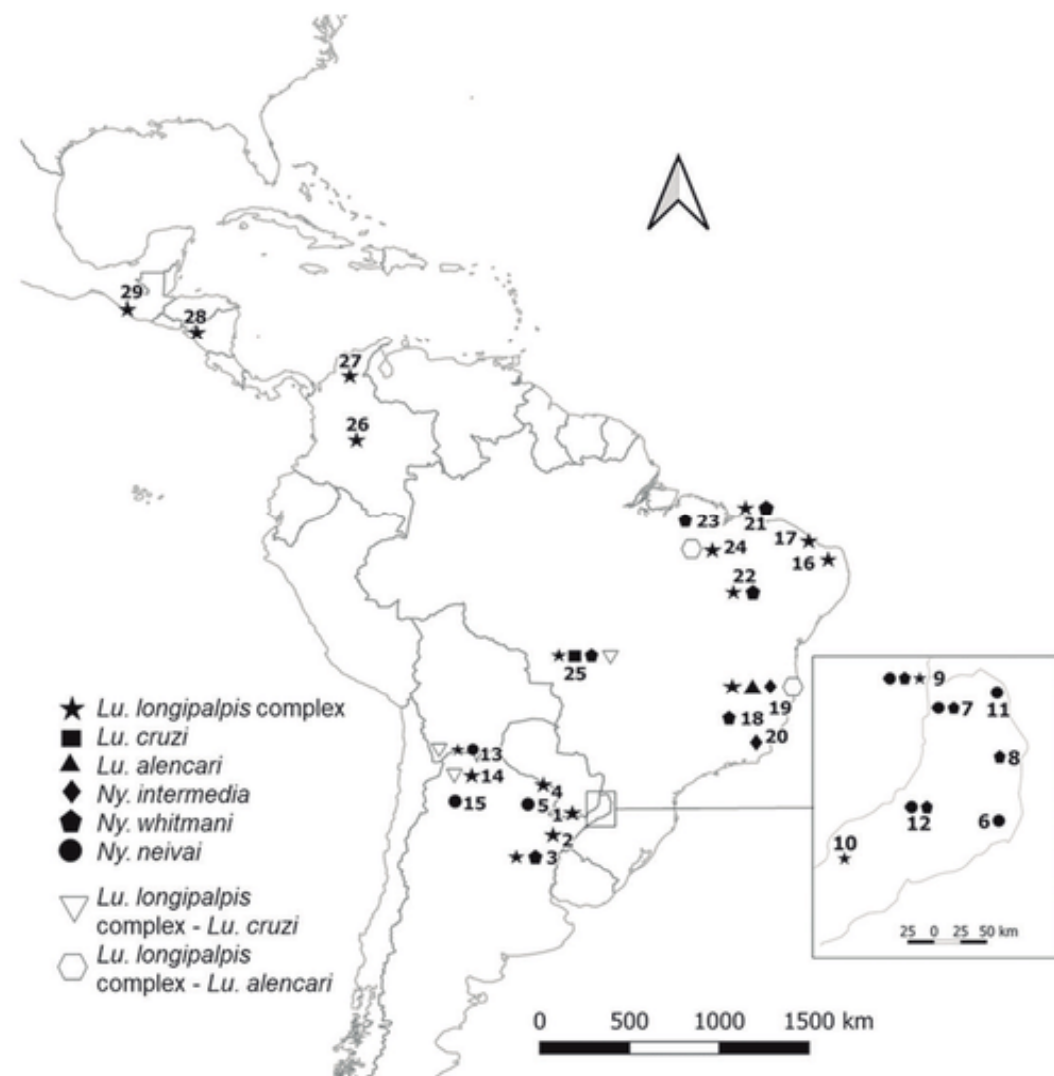 29
28
27
26
21
23
17
24
16
22
25
19
18
20
13
14
4
15
5
1
2
3
9
7
11
8
12
6
10
25 0 25 50 km
Lu. longipalpis complex
Lu. cruzi
Lu. alencari
Ny. intermedia
Ny. whitmani
Ny. neivai
Lu. longipalpis
complex - Lu. cruzi
Lu. longipalpis
complex - Lu. alencari
0 500 1000 1500 km